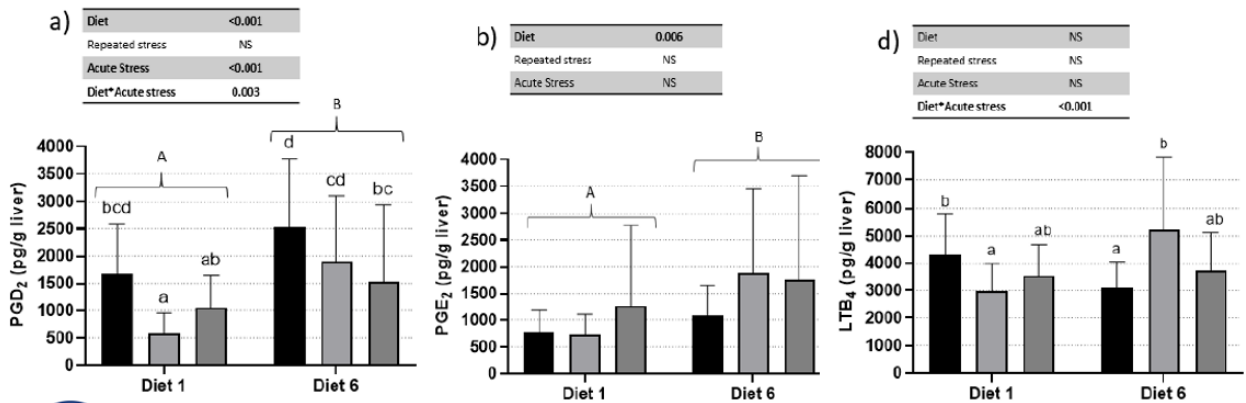 a)
Diet <0.001
Repeated stress NS
Acute Stress <0.001
Diet*Acute stress 0.003
A
B
bcd
a
ab
d
cd
bc
4000
3500
3000
2500
2000
1500
1000
500
0
PGD2 (pg/g liver)
Diet 1 Diet 6
b)
Diet 0.006
Repeated stress NS
Acute Stress NS
A
B
4000
3500
3000
2500
2000
1500
1000
500
0
PGE2 (pg/g liver)
Diet 1 Diet 6
d)
Diet NS
Repeated stress NS
Acute Stress NS
Diet*Acute stress <0.001
b
a
ab
a
b
ab
8000
7000
6000
5000
4000
3000
2000
1000
0
LTB4 (pg/g liver)
Diet 1 Diet 6